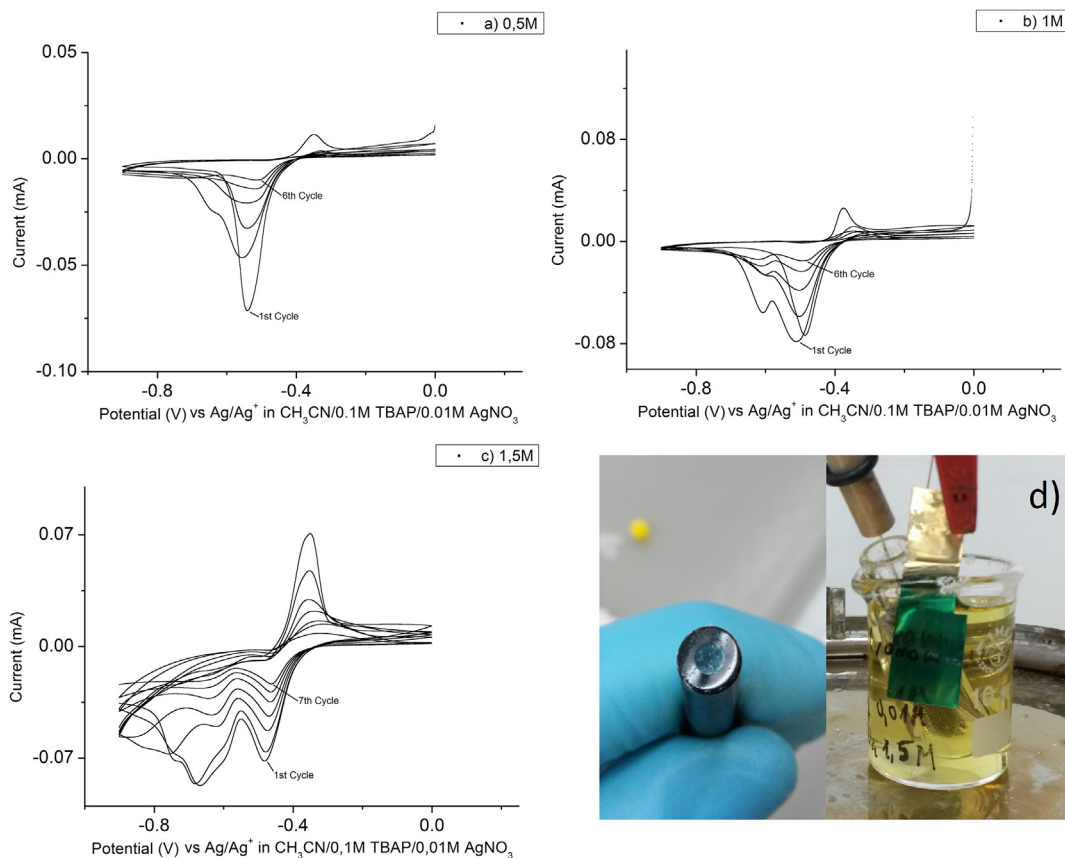 a) 0,5M
0.05
0.00
-0.05
-0.10
Current (mA)
6th Cycle
1st Cycle
-0.8
-0.4
0.0
Potential (V) vs Ag/Ag⁺ in CH₃CN/0.1M TBAP/0.01M AgNO₃
b) 1M
0.08
0.00
-0.08
Current (mA)
6th Cycle
1st Cycle
-0.8
-0.4
0.0
Potential (V) vs Ag/Ag⁺ in CH₃CN/0.1M TBAP/0.01M AgNO₃
c) 1,5M
0.07
0.00
-0.07
Current (mA)
7th Cycle
1st Cycle
-0.8
-0.4
0.0
Potential (V) vs Ag/Ag⁺ in CH₃CN/0,1M TBAP/0,01M AgNO₃
d)
0,01M
1,5M